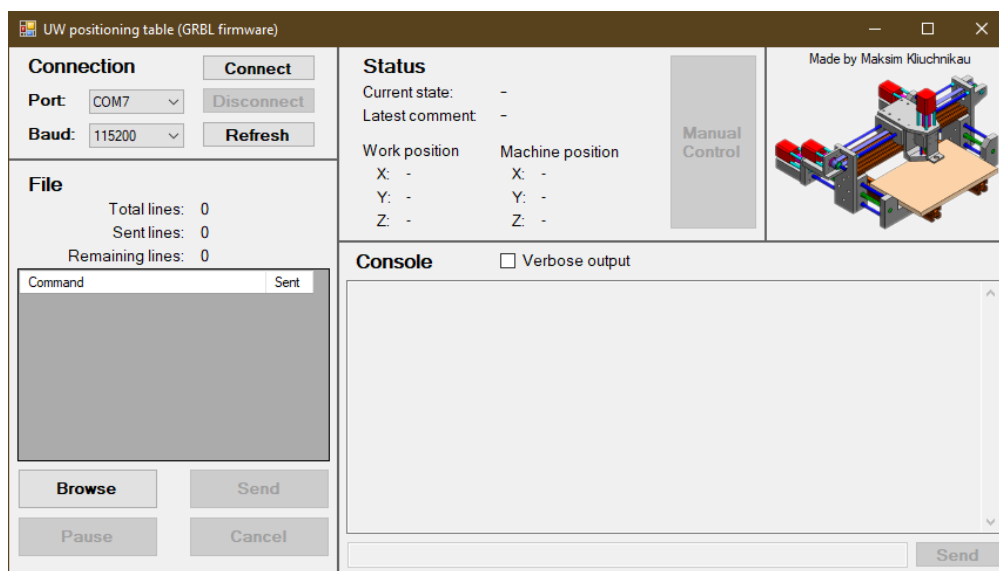 UW positioning table (GRBL firmware)
Connection
Connect
Port: COM7
Disconnect
Baud: 115200
Refresh
File
Total lines: 0
Sent lines: 0
Remaining lines: 0
Command Sent
Browse
Send
Pause
Cancel
Status
Current state: -
Latest comment: -
Work position Machine position
X: - X: -
Y: - Y: -
Z: - Z: -
Manual
Control
Made by Maksim Kliuchnikau
Console
Verbose output
Send